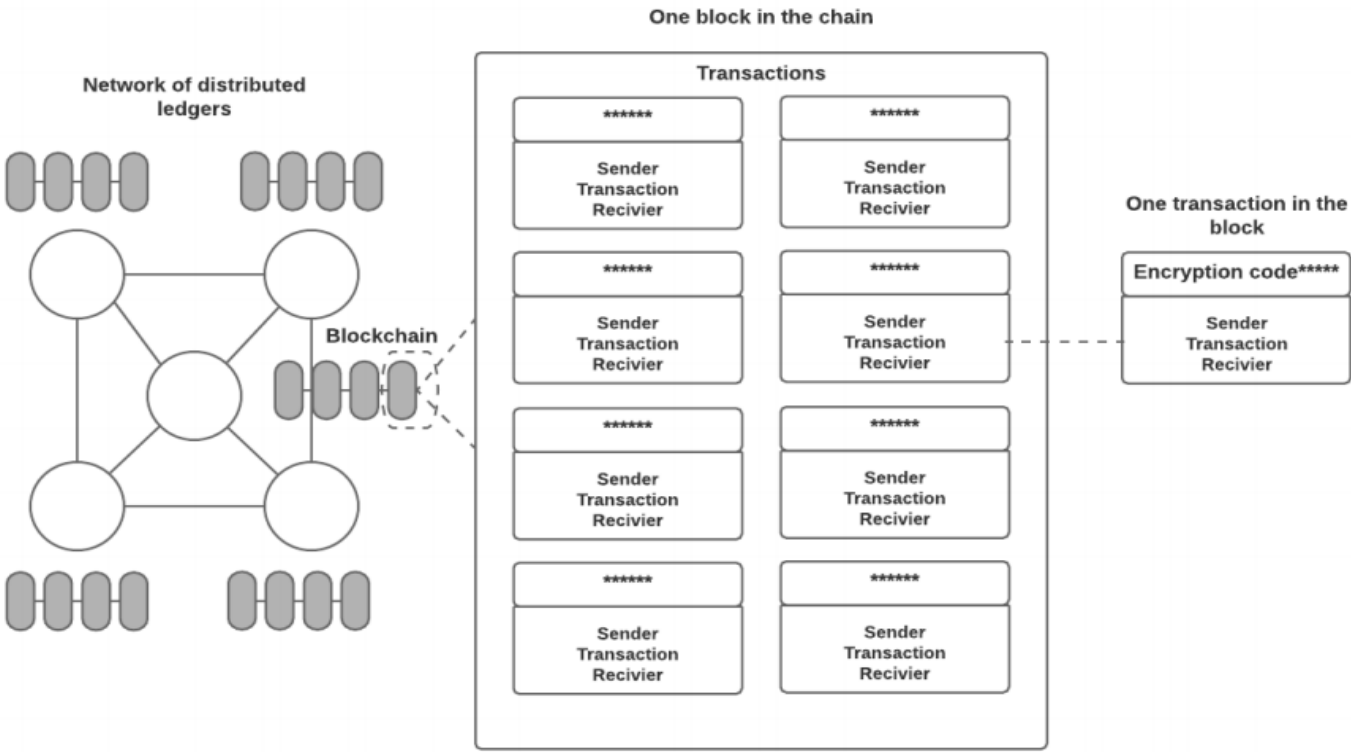 One block in the chain
Network of distributed
ledgers
Blockchain
Transactions
******
Sender
Transaction
Recivier
******
Sender
Transaction
Recivier
******
Sender
Transaction
Recivier
******
Sender
Transaction
Recivier
******
Sender
Transaction
Recivier
******
Sender
Transaction
Recivier
******
Sender
Transaction
Recivier
******
Sender
Transaction
Recivier
One transaction in the
block
Encryption code*****
Sender
Transaction
Recivier